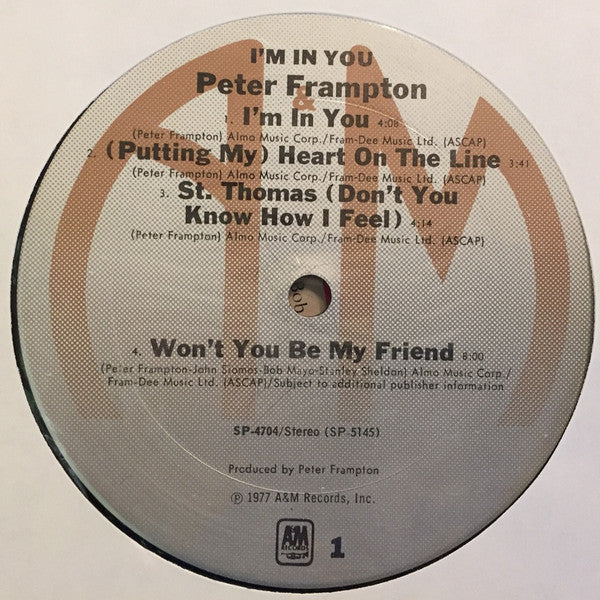 I'M IN YOU
Peter Frampton
&
1. I'm In You 4:08
(Peter Frampton) Almo Music Corp./Fram-Dee Music Ltd. (ASCAP)
2. (Putting My) Heart On The Line 3:41
(Peter Frampton) Almo Music Corp./Fram-Dee Music Ltd. (ASCAP)
3. St. Thomas (Don't You
Know How I Feel) 4:14
(Peter Frampton) Almo Music Corp./Fram-Dee Music Ltd. (ASCAP)
Bob
4. Won't You Be My Friend 8:00
(Peter Frampton-John Siomos-Bob Mayo-Stanley Sheldon) Almo Music Corp./
Fram-Dee Music Ltd. (ASCAP)/Subject to additional publisher information
SP-4704/Stereo (SP 5145)
Produced by Peter Frampton
℗ 1977 A&M Records, Inc.
A&M
RECORDS
1